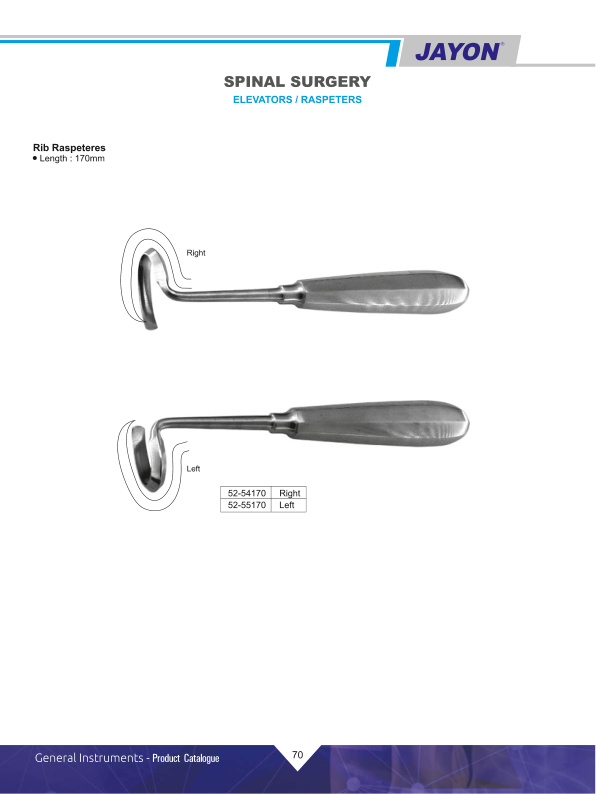 JAYON®
SPINAL SURGERY
ELEVATORS / RASPETERS
Rib Raspeteres
• Length : 170mm
Right
Left
52-54170 Right
52-55170 Left
General Instruments - Product Catalogue
70